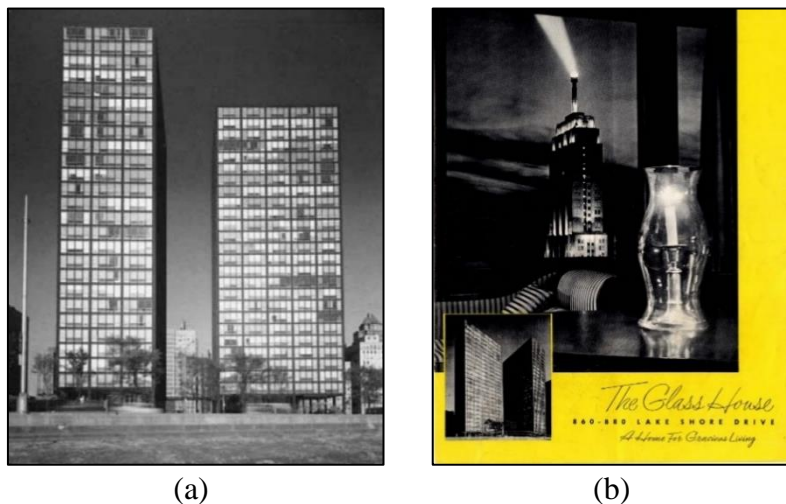 The Glass House
860-880 LAKE SHORE DRIVE
A Home For Gracious Living
(a)
(b)